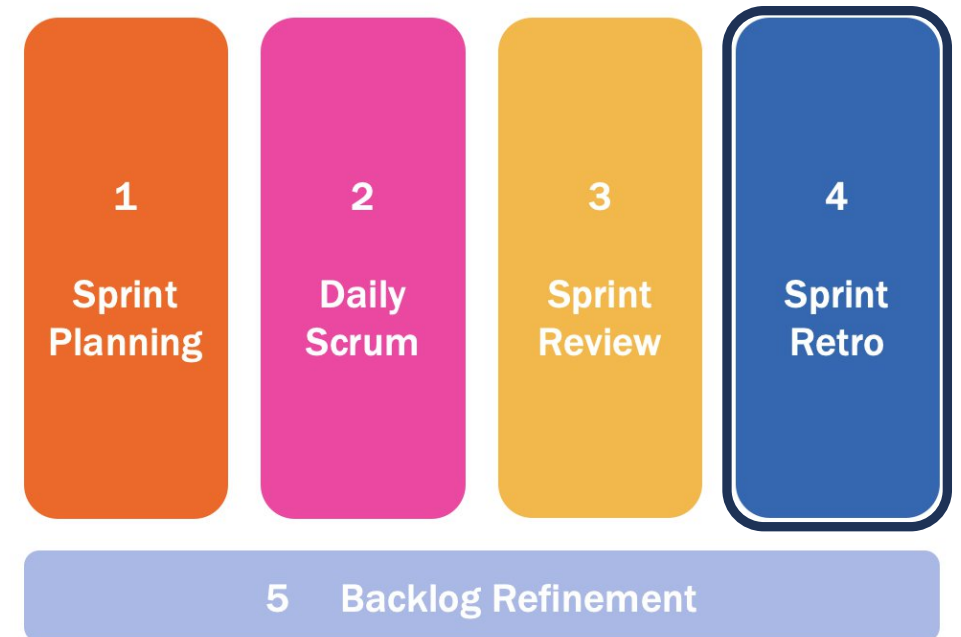 1
Sprint
Planning
2
Daily
Scrum
3
Sprint
Review
4
Sprint
Retro
5 Backlog Refinement